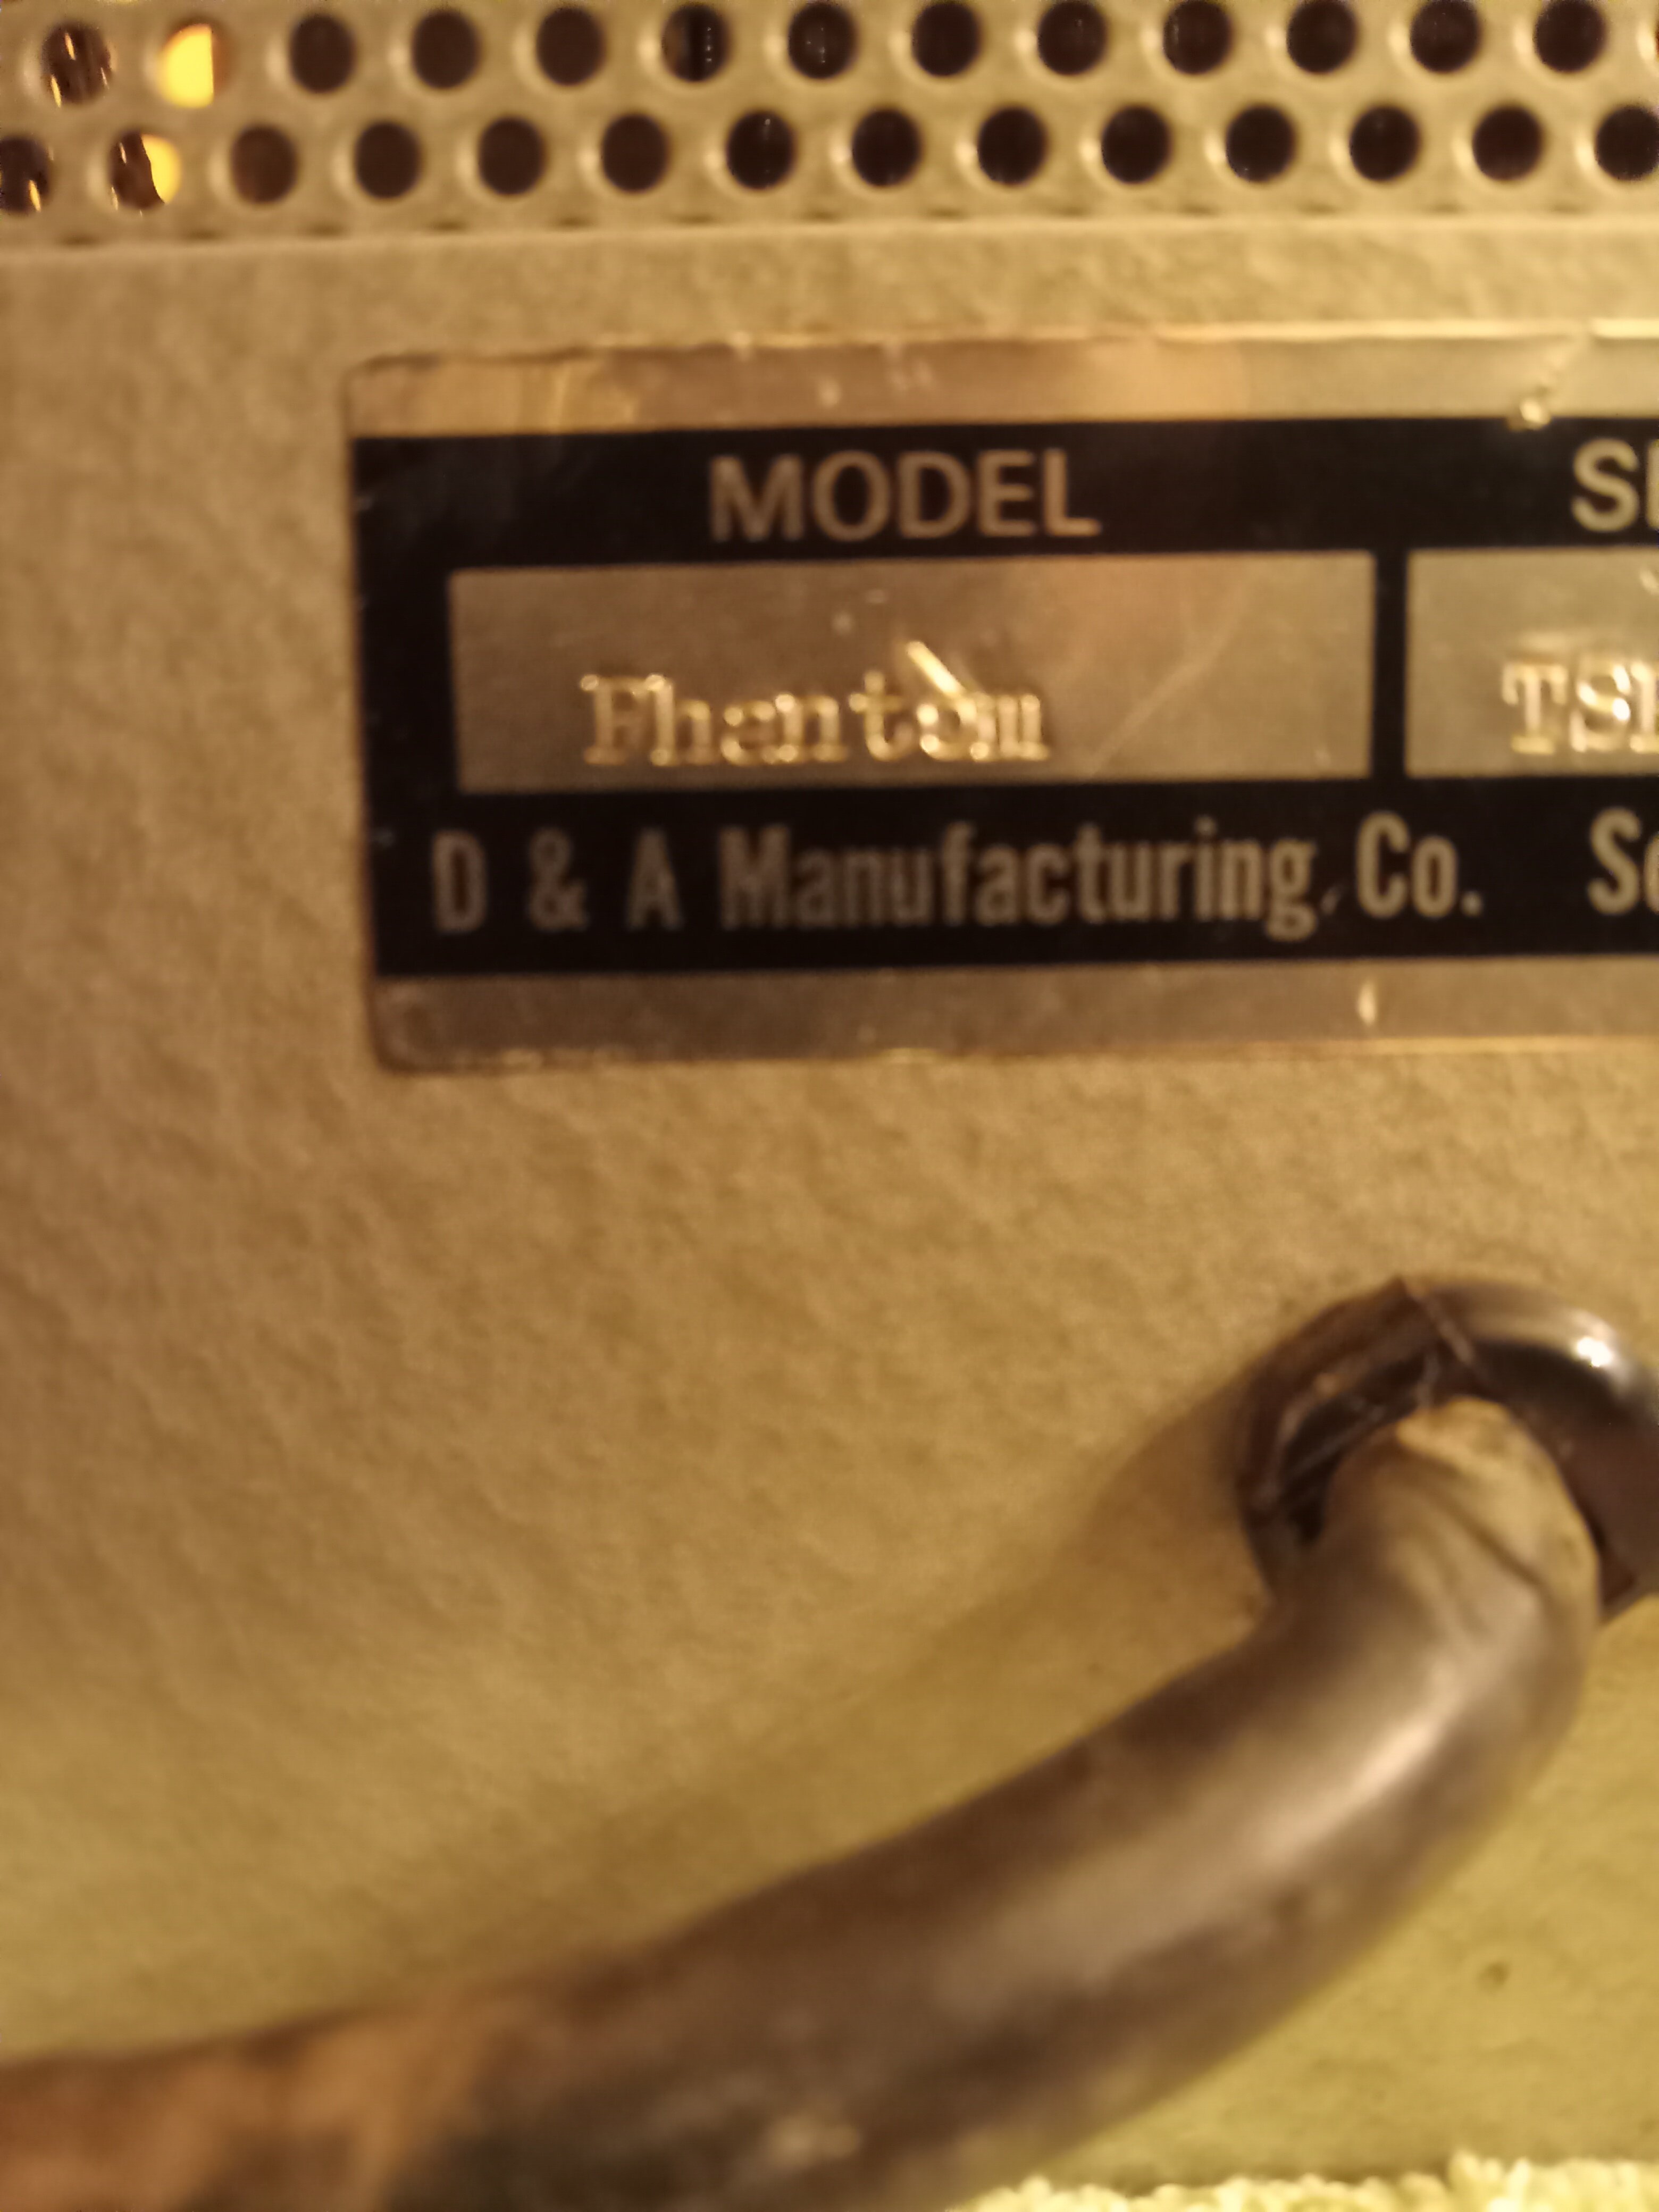 MODEL
Phantom
D & A Manufacturing Co.